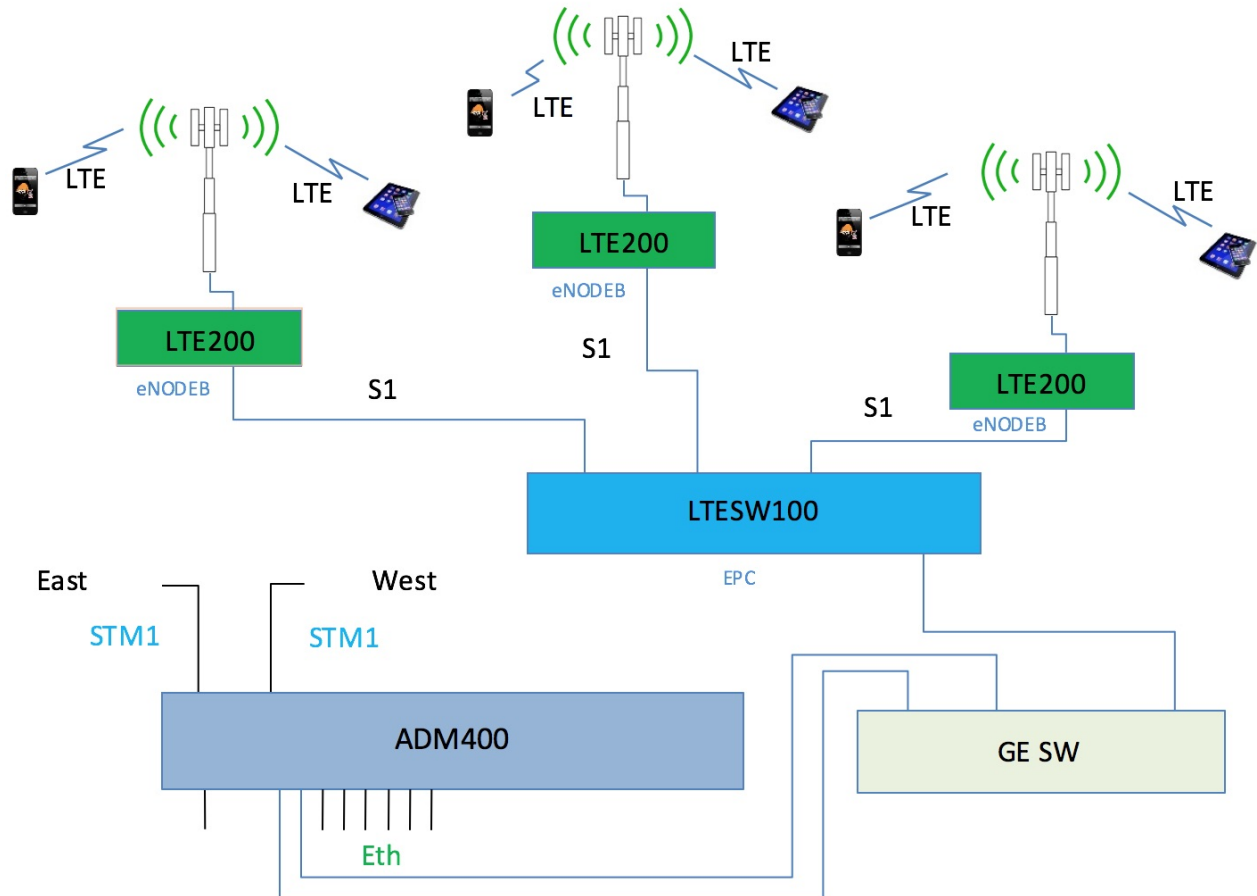 LTE
LTE
LTE
LTE
LTE
LTE
LTE200
eNODEB
LTE200
eNODEB
LTE200
eNODEB
S1
S1
S1
LTESW100
EPC
East
West
STM1
STM1
ADM400
GE SW
Eth